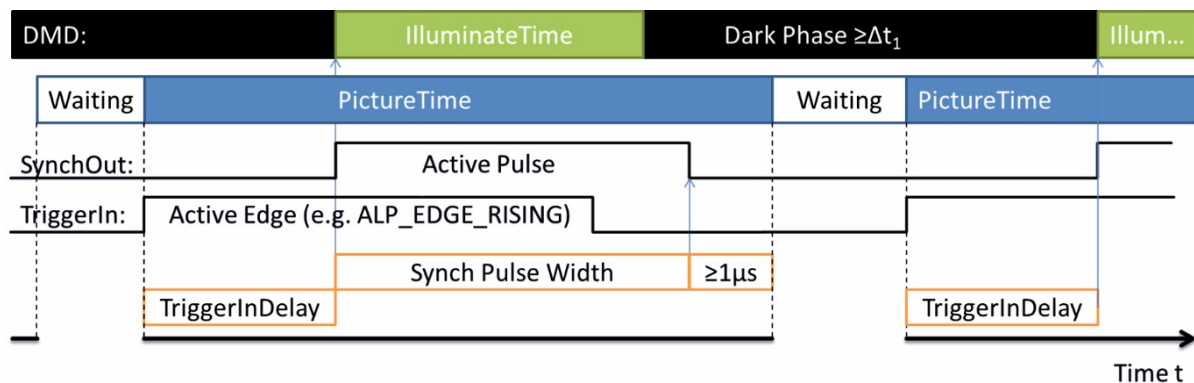 DMD: IlluminateTime Dark Phase ≥Δt₁ Illum...
Waiting PictureTime Waiting PictureTime
SynchOut: Active Pulse
TriggerIn: Active Edge (e.g. ALP_EDGE_RISING)
Synch Pulse Width ≥1µs
TriggerInDelay TriggerInDelay
Time t